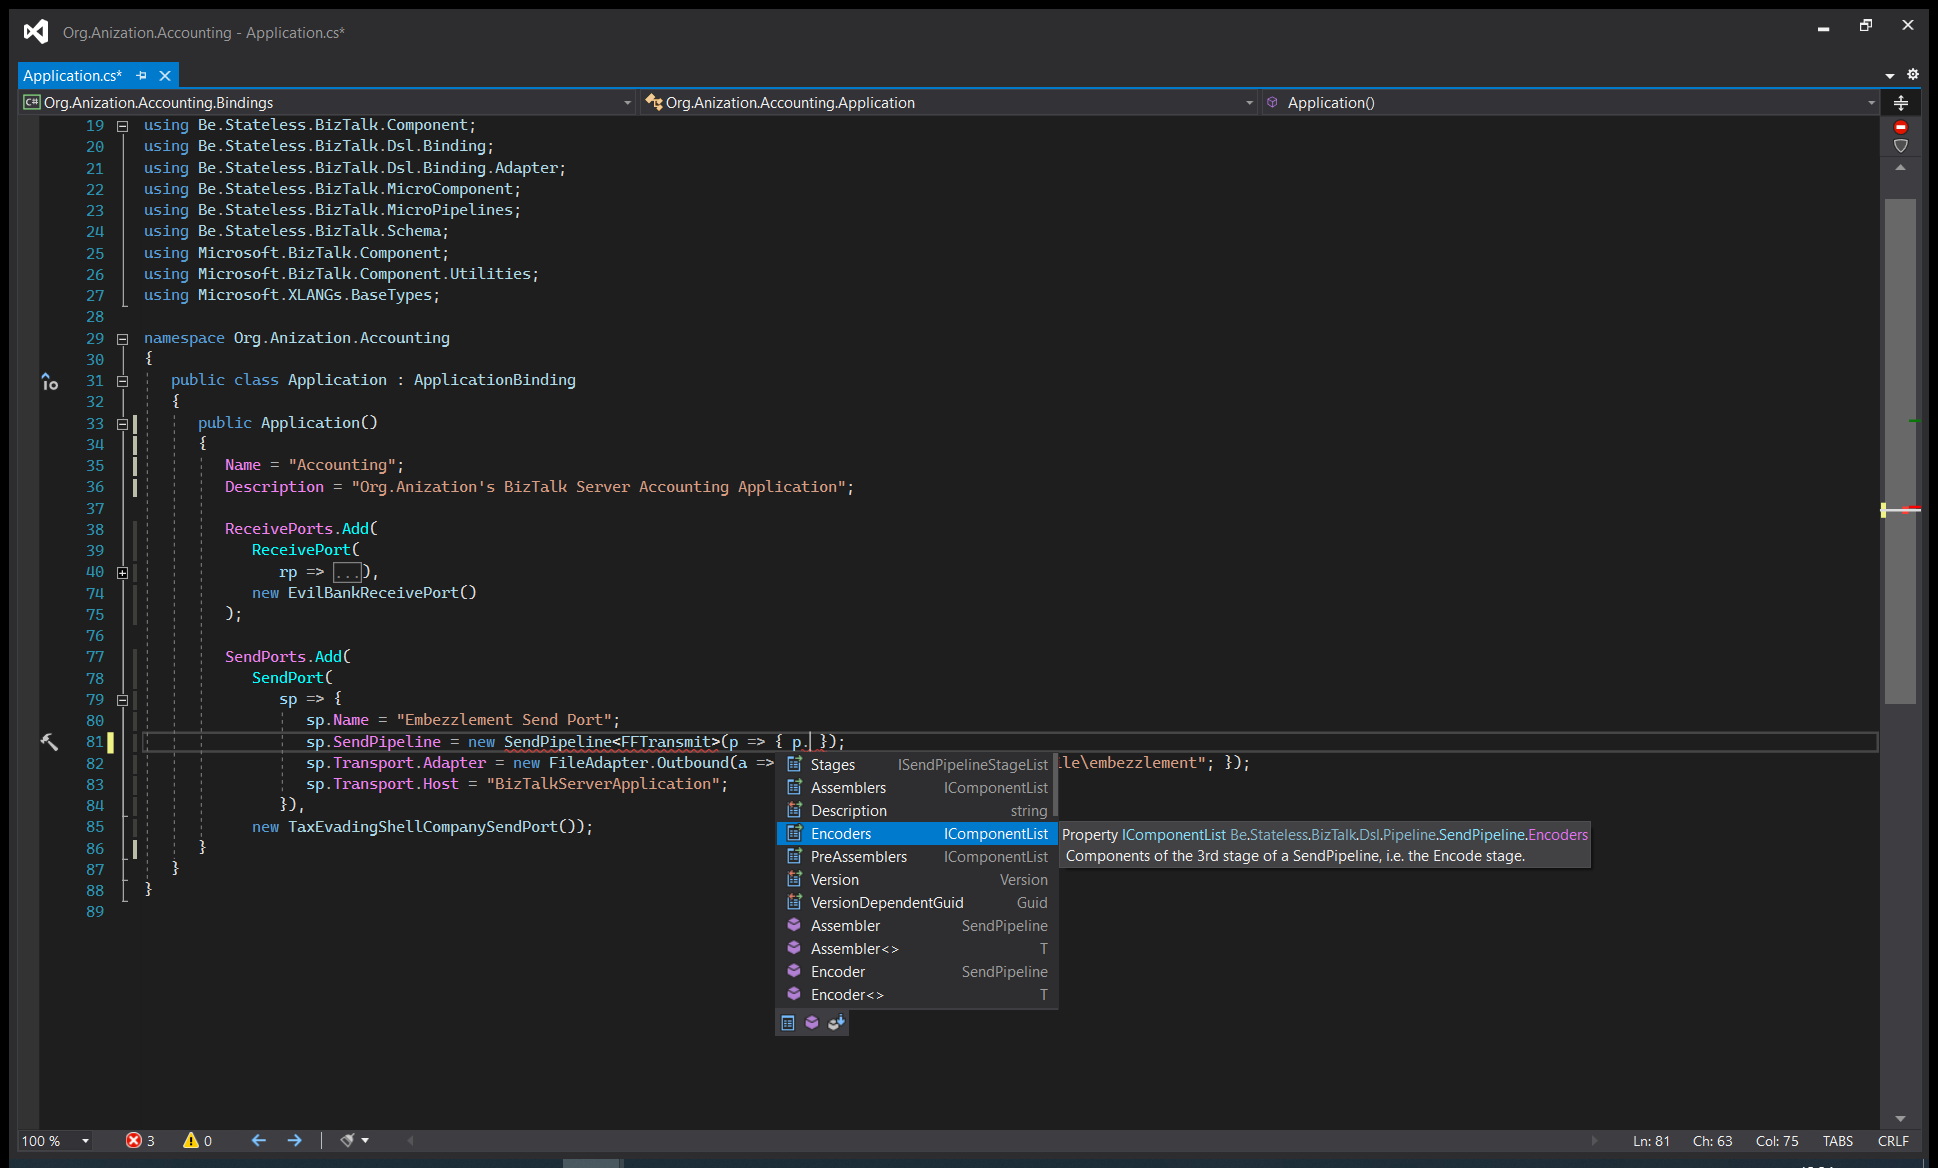 Org.Anization.Accounting - Application.cs*
Application.cs*
C# Org.Anization.Accounting.Bindings Org.Anization.Accounting.Application Application()
19 using Be.Stateless.BizTalk.Component;
20 using Be.Stateless.BizTalk.Dsl.Binding;
21 using Be.Stateless.BizTalk.Dsl.Binding.Adapter;
22 using Be.Stateless.BizTalk.MicroComponent;
23 using Be.Stateless.BizTalk.MicroPipelines;
24 using Be.Stateless.BizTalk.Schema;
25 using Microsoft.BizTalk.Component;
26 using Microsoft.BizTalk.Component.Utilities;
27 using Microsoft.XLANGs.BaseTypes;
28
29 namespace Org.Anization.Accounting
30 {
31 public class Application : ApplicationBinding
32 {
33 public Application()
34 {
35 Name = "Accounting";
36 Description = "Org.Anization's BizTalk Server Accounting Application";
37
38 ReceivePorts.Add(
39 ReceivePort(
40 rp => ...),
74 new EvilBankReceivePort()
75 );
76
77 SendPorts.Add(
78 SendPort(
79 sp => {
80 sp.Name = "Embezzlement Send Port";
81 sp.SendPipeline = new SendPipeline<FFTransmit>(p => { p. });
82 sp.Transport.Adapter = new FileAdapter.Outbound(a => le\embezzlement"; });
83 sp.Transport.Host = "BizTalkServerApplication";
84 }),
85 new TaxEvadingShellCompanySendPort());
86 }
87 }
88 }
89
Stages ISendPipelineStageList
Assemblers IComponentList
Description string
Encoders IComponentList
PreAssemblers IComponentList
Version Version
VersionDependentGuid Guid
Assembler SendPipeline
Assembler<> T
Encoder SendPipeline
Encoder<> T
Property IComponentList Be.Stateless.BizTalk.Dsl.Pipeline.SendPipeline.Encoders
Components of the 3rd stage of a SendPipeline, i.e. the Encode stage.
100 % 3 0 Ln: 81 Ch: 63 Col: 75 TABS CRLF